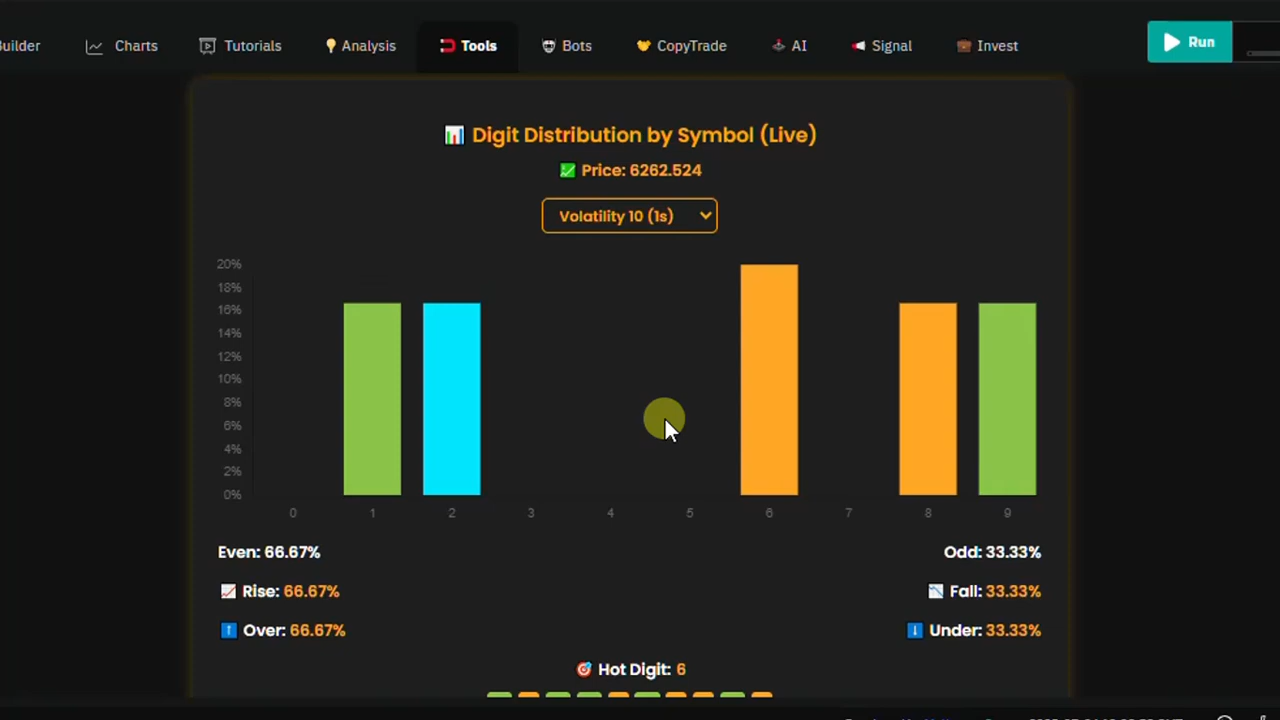 Builder Charts Tutorials Analysis Tools Bots CopyTrade AI Signal Invest Run
Digit Distribution by Symbol (Live)
Price: 6262.524
Volatility 10 (1s)
20%
18%
16%
14%
12%
10%
8%
6%
4%
2%
0%
0 1 2 3 4 5 6 7 8 9
Even: 66.67% Odd: 33.33%
Rise: 66.67% Fall: 33.33%
Over: 66.67% Under: 33.33%
Hot Digit: 6